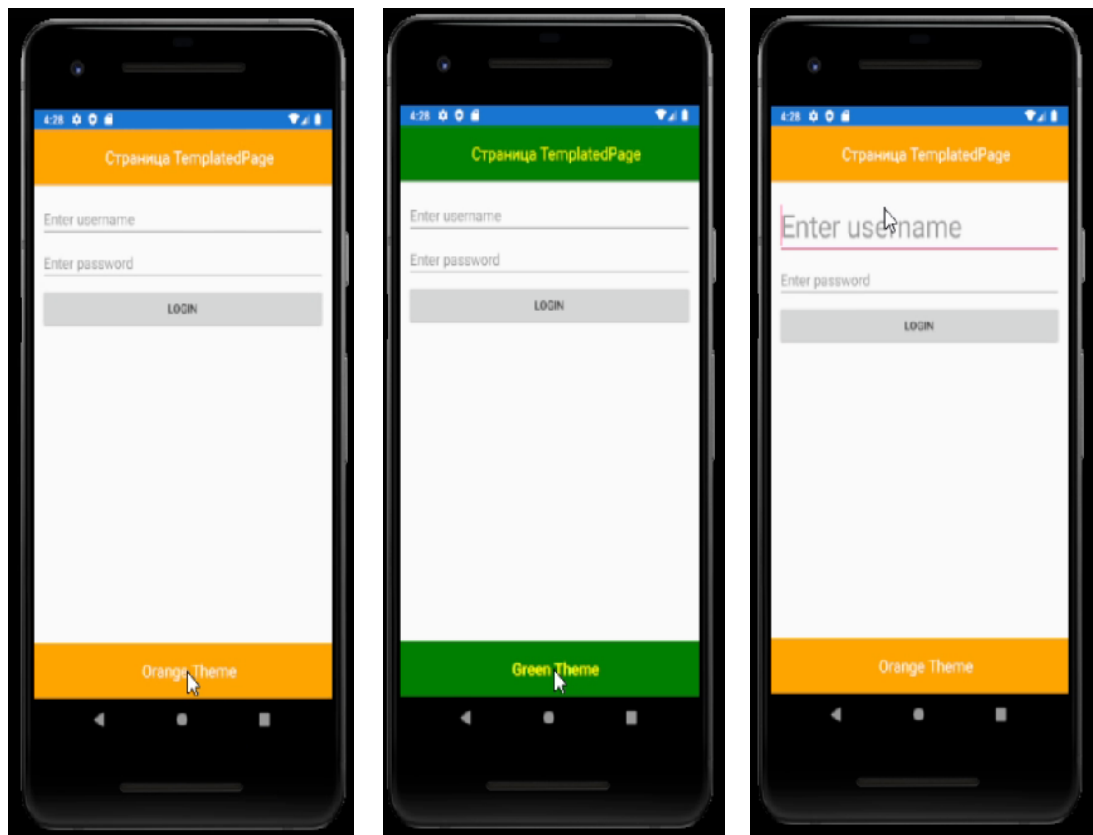 4:28
Страница TemplatedPage
Enter username
Enter password
LOGIN
Orange Theme
4:28
Страница TemplatedPage
Enter username
Enter password
LOGIN
Green Theme
4:28
Страница TemplatedPage
Enter username
Enter password
LOGIN
Orange Theme